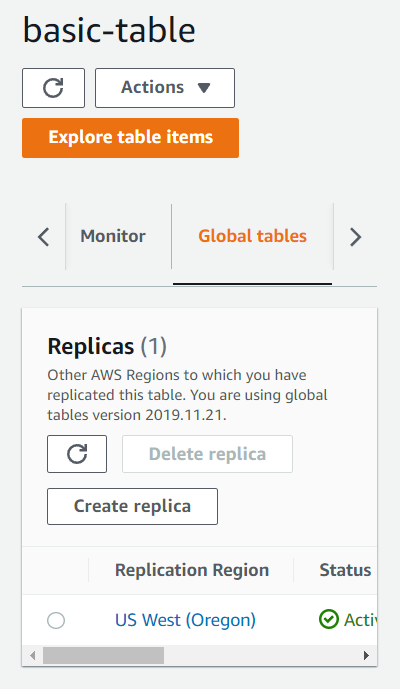 basic-table
Actions
Explore table items
Monitor
Global tables
Replicas (1)
Other AWS Regions to which you have
replicated this table. You are using global
tables version 2019.11.21.
Delete replica
Create replica
Replication Region Status
US West (Oregon) Acti